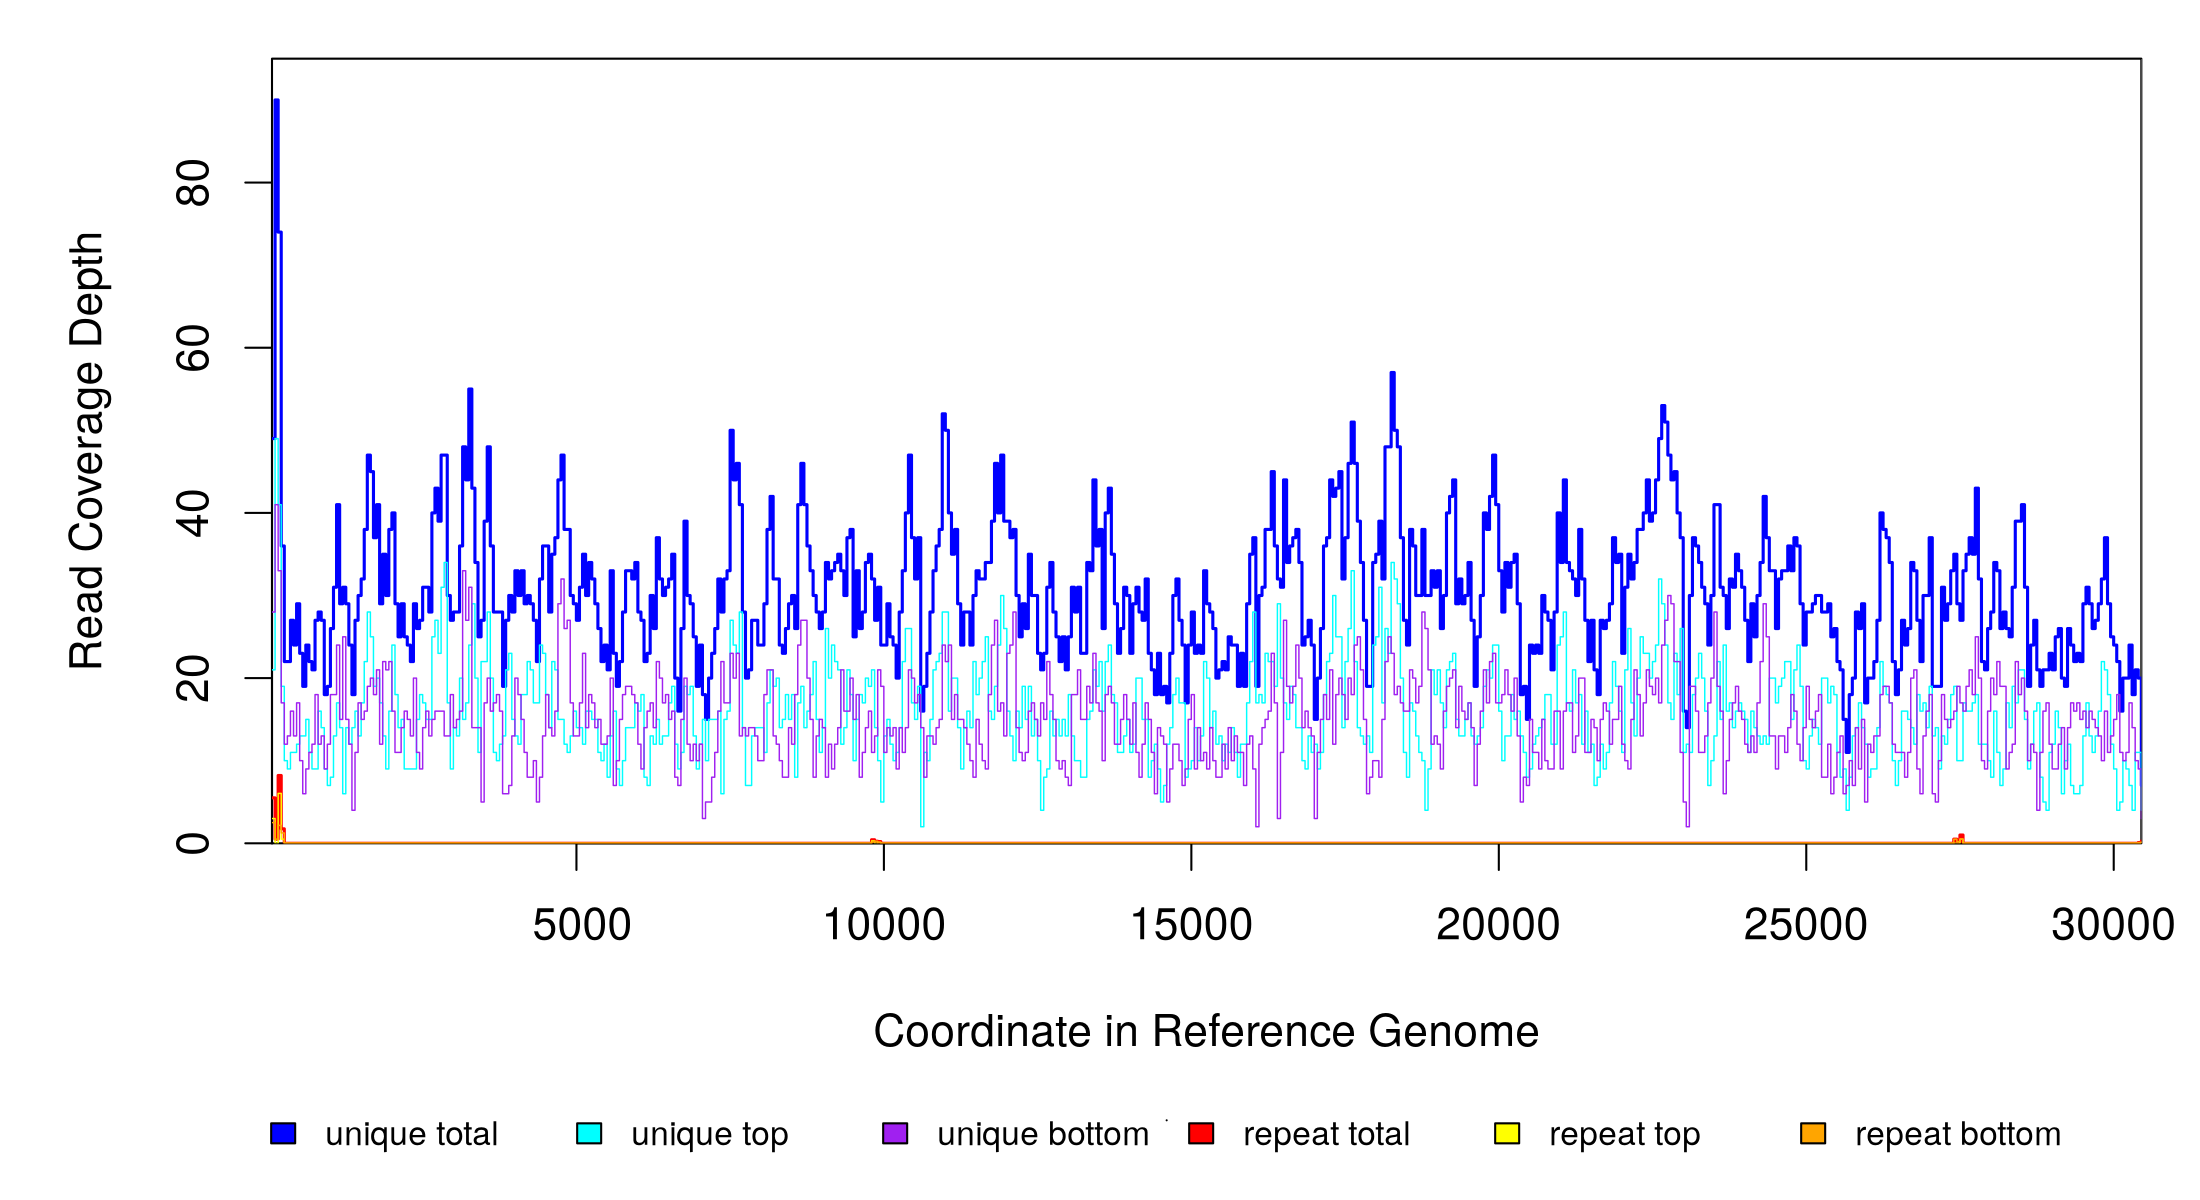 Read Coverage Depth
80
60
40
20
0
5000 10000 15000 20000 25000 30000
Coordinate in Reference Genome
unique total unique top unique bottom repeat total repeat top repeat bottom